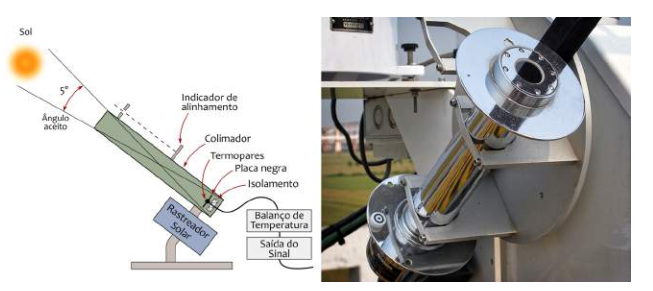 Sol
5°
Ângulo
aceito
Indicador de
alinhamento
Colimador
Termopares
Placa negra
Isolamento
Rastreador
Solar
Balanço de
Temperatura
Saída do
Sinal